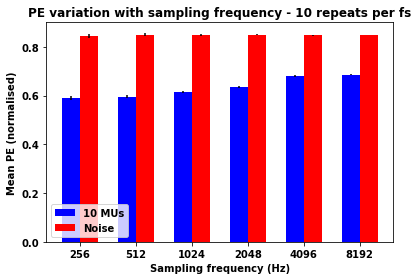 PE variation with sampling frequency - 10 repeats per fs
Mean PE (normalised)
0.8
0.6
0.4
0.2
0.0
10 MUs
Noise
256 512 1024 2048 4096 8192
Sampling frequency (Hz)